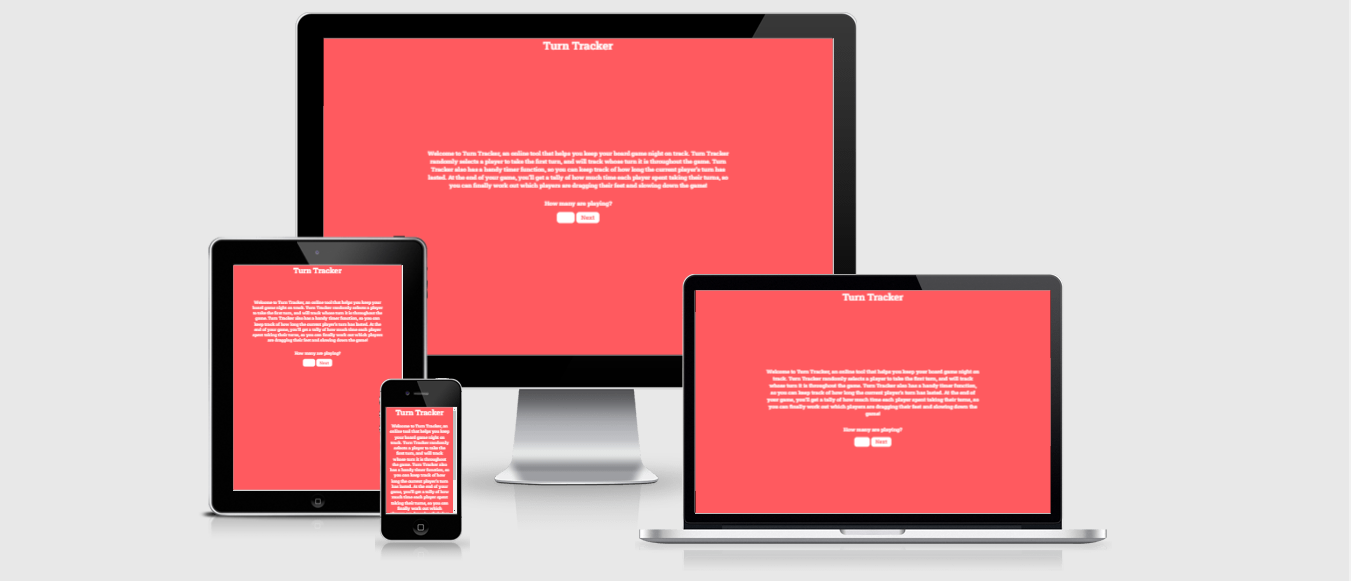 Turn Tracker
Welcome to Turn Tracker, an online tool that helps you keep your board game night on track. Turn Tracker
randomly selects a player to take the first turn, and will track whose turn it is throughout the game. Turn
Tracker also has a handy timer function, so you can keep track of how long the current player's turn has
lasted. At the end of your game, you'll get a tally of how much time each player spent taking their turns, so
you can finally work out which players are dragging their feet and slowing down the game!
How many are playing?
Next
Turn Tracker
Welcome to Turn Tracker, an online tool that helps you keep your
board game night on track. Turn Tracker randomly selects a player
to take the first turn, and will track whose turn it is throughout the
game. Turn Tracker also has a handy timer function, so you can
keep track of how long the current player's turn has lasted. At the
end of your game, you'll get a tally of how much time each player
spent taking their turns, so you can finally work out which players
are dragging their feet and slowing down the game!
How many are playing?
Next
Turn Tracker
Welcome to Turn Tracker, an
online tool that helps you keep
your board game night on
track. Turn Tracker randomly
selects a player to take the
first turn, and will track
whose turn it is throughout
the game. Turn Tracker also
has a handy timer function, so
you can keep track of how
long the current player's turn
has lasted. At the end of your
game, you'll get a tally of how
much time each player spent
taking their turns, so you can
finally work out which
Turn Tracker
Welcome to Turn Tracker, an online tool that helps you keep your board game night on
track. Turn Tracker randomly selects a player to take the first turn, and will track
whose turn it is throughout the game. Turn Tracker also has a handy timer function,
so you can keep track of how long the current player's turn has lasted. At the end of
your game, you'll get a tally of how much time each player spent taking their turns, so
you can finally work out which players are dragging their feet and slowing down the
game!
How many are playing?
Next